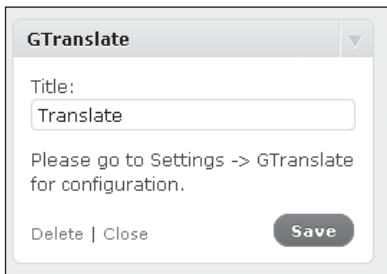 GTranslate
Title:
Translate
Please go to Settings -> GTranslate
for configuration.
Delete | Close
Save